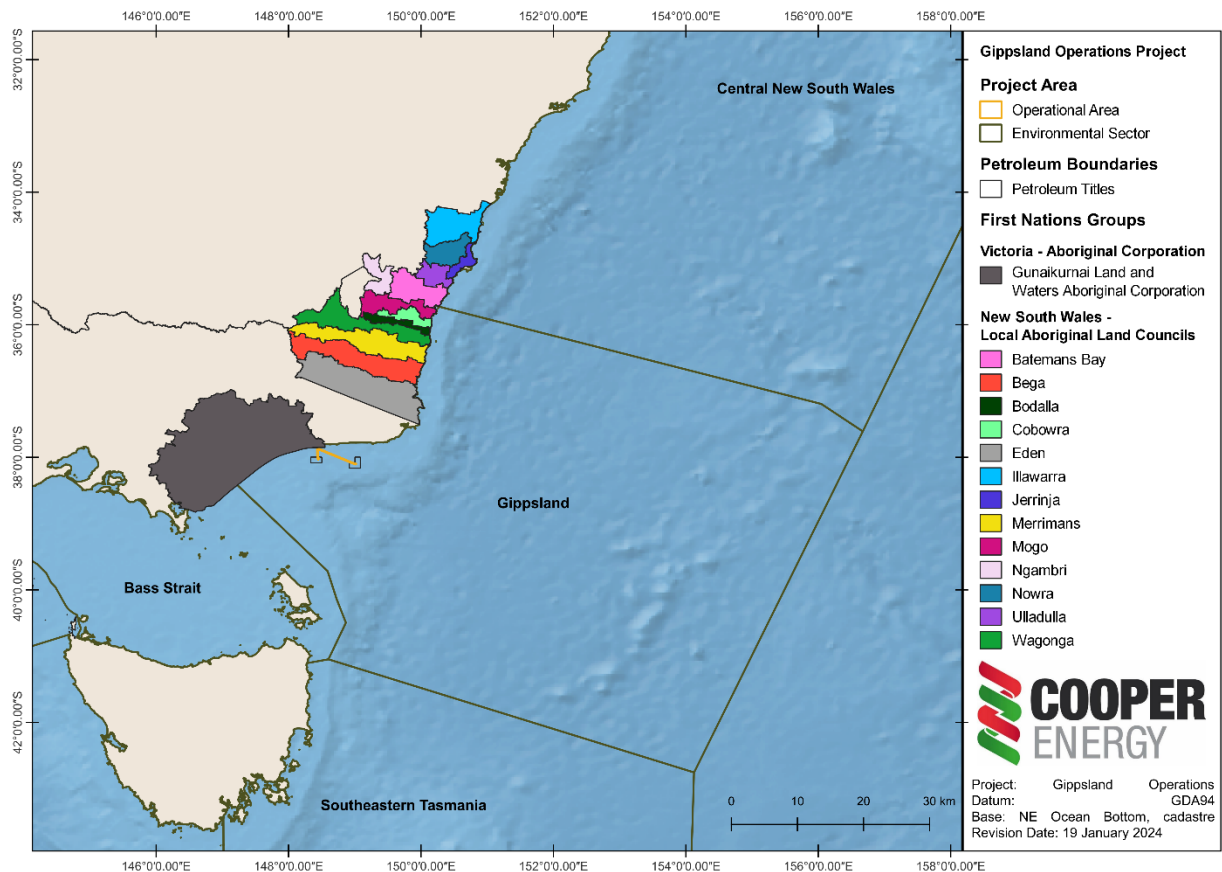 146°0'0.00"E 148°0'0.00"E 150°0'0.00"E 152°0'0.00"E 154°0'0.00"E 156°0'0.00"E 158°0'0.00"E
32°0'0.00"S
34°0'0.00"S
36°0'0.00"S
38°0'0.00"S
40°0'0.00"S
42°0'0.00"S
Central New South Wales
Gippsland
Bass Strait
Southeastern Tasmania
0 10 20 30 km
146°0'0.00"E 148°0'0.00"E 150°0'0.00"E 152°0'0.00"E 154°0'0.00"E 156°0'0.00"E 158°0'0.00"E
Gippsland Operations Project
Project Area
Operational Area
Environmental Sector
Petroleum Boundaries
Petroleum Titles
First Nations Groups
Victoria - Aboriginal Corporation
Gunaikurnai Land and
Waters Aboriginal Corporation
New South Wales -
Local Aboriginal Land Councils
Batemans Bay
Bega
Bodalla
Cobowra
Eden
Illawarra
Jerrinja
Merrimans
Mogo
Ngambri
Nowra
Ulladulla
Wagonga
COOPER
ENERGY
Project: Gippsland Operations
Datum: GDA94
Base: NE Ocean Bottom, cadastre
Revision Date: 19 January 2024